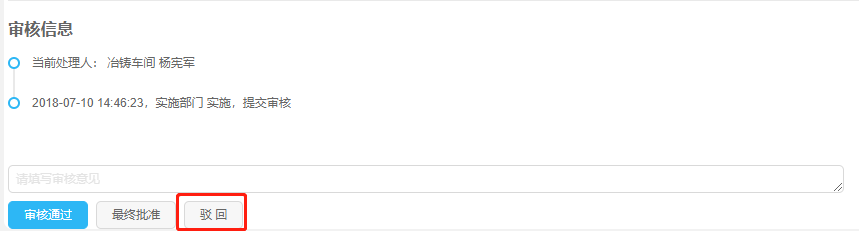 审核信息
当前处理人： 冶铸车间 杨宪军
2018-07-10 14:46:23，实施部门 实施，提交审核
请填写审核意见
审核通过 最终批准 驳 回